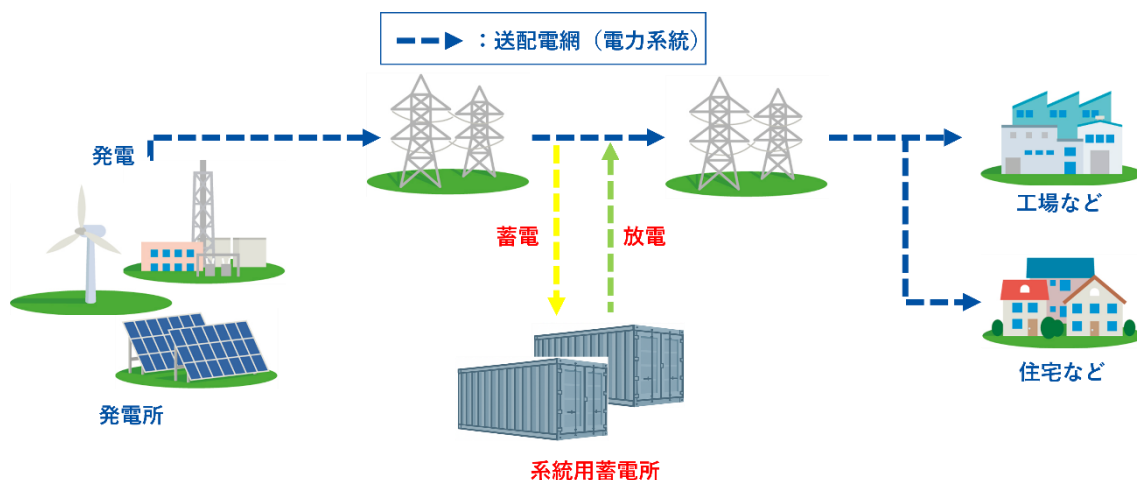 ：送配電網（電力系統）
発電
蓄電
放電
工場など
住宅など
発電所
系統用蓄電所